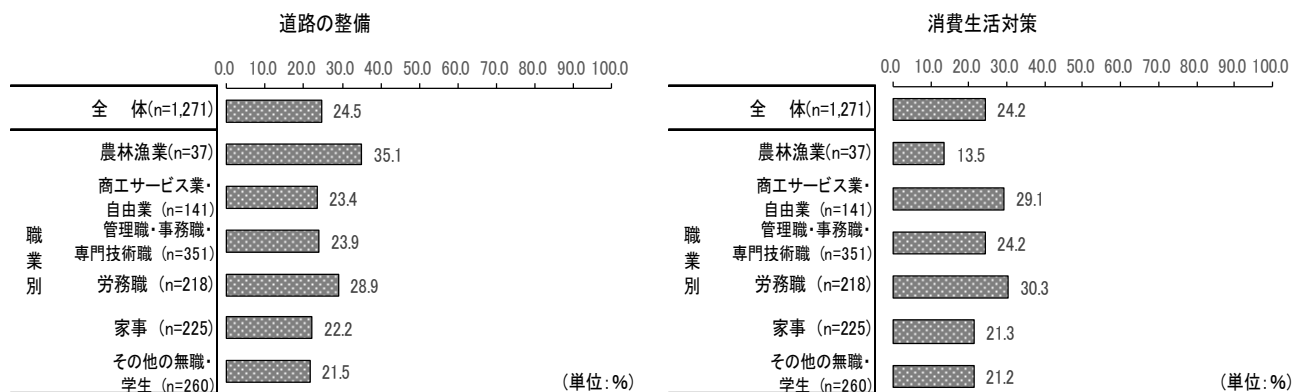 道路の整備
0.0 10.0 20.0 30.0 40.0 50.0 60.0 70.0 80.0 90.0 100.0
全 体(n=1,271) 24.5
職業別
農林漁業(n=37) 35.1
商工サービス業・
自由業 (n=141) 23.4
管理職・事務職・
専門技術職 (n=351) 23.9
労務職 (n=218) 28.9
家事 (n=225) 22.2
その他の無職・
学生 (n=260) 21.5
(単位:%)
消費生活対策
0.0 10.0 20.0 30.0 40.0 50.0 60.0 70.0 80.0 90.0 100.0
全 体(n=1,271) 24.2
職業別
農林漁業(n=37) 13.5
商工サービス業・
自由業 (n=141) 29.1
管理職・事務職・
専門技術職 (n=351) 24.2
労務職 (n=218) 30.3
家事 (n=225) 21.3
その他の無職・
学生 (n=260) 21.2
(単位:%)